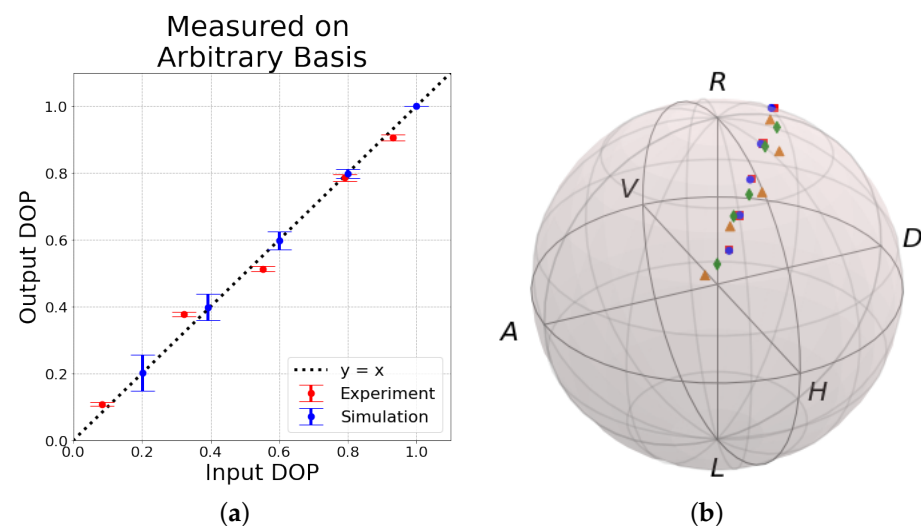 Measured on
Arbitrary Basis
Output DOP
1.0
0.8
0.6
0.4
0.2
0.0
0.0 0.2 0.4 0.6 0.8 1.0
Input DOP
y = x
Experiment
Simulation
(a)
R
V
D
A
H
L
(b)